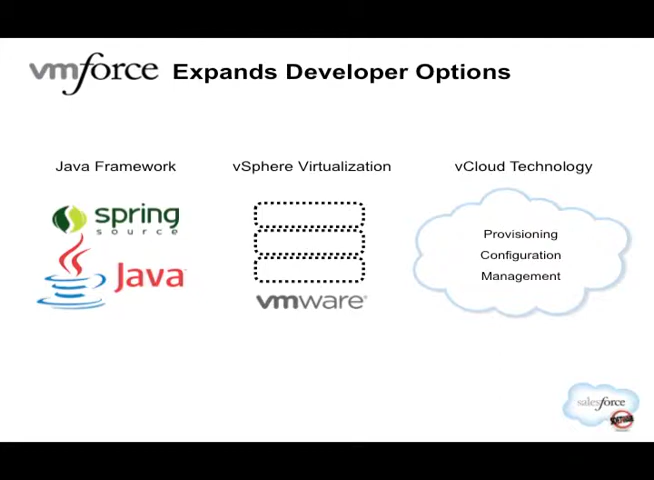 vmforce Expands Developer Options
Java Framework
vSphere Virtualization
vCloud Technology
spring
source
Java
vmware®
Provisioning
Configuration
Management
salesforce